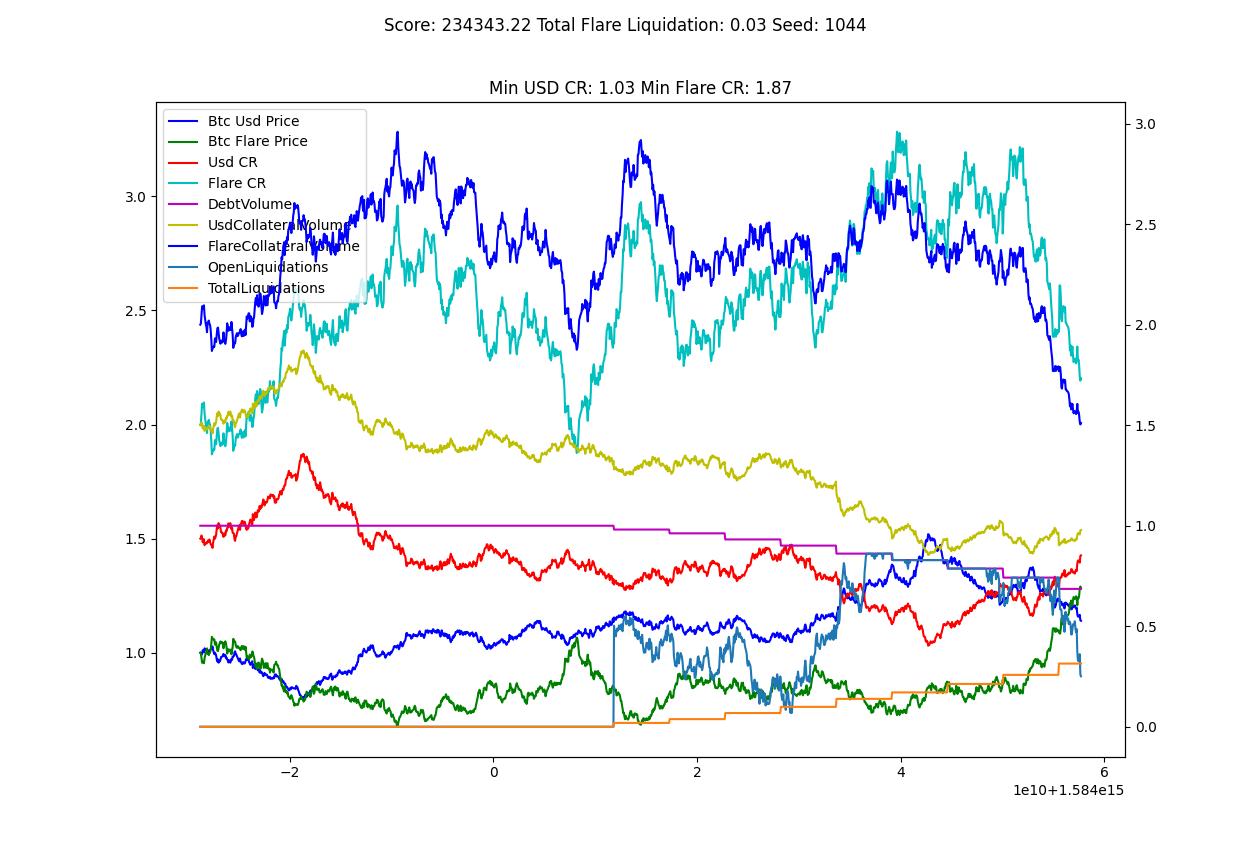 Score: 234343.22 Total Flare Liquidation: 0.03 Seed: 1044
Min USD CR: 1.03 Min Flare CR: 1.87
Btc Usd Price
Btc Flare Price
Usd CR
Flare CR
DebtVolume
UsdCollateralVolume
FlareCollateralVolume
OpenLiquidations
TotalLiquidations
3.0
2.5
2.0
1.5
1.0
3.0
2.5
2.0
1.5
1.0
0.5
0.0
−2
0
2
4
6
1e10+1.584e15